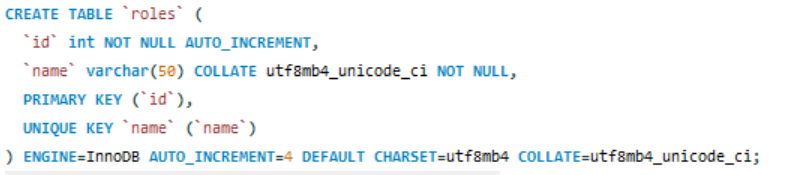 CREATE TABLE `roles` (
  `id` int NOT NULL AUTO_INCREMENT,
  `name` varchar(50) COLLATE utf8mb4_unicode_ci NOT NULL,
  PRIMARY KEY (`id`),
  UNIQUE KEY `name` (`name`)
) ENGINE=InnoDB AUTO_INCREMENT=4 DEFAULT CHARSET=utf8mb4 COLLATE=utf8mb4_unicode_ci;